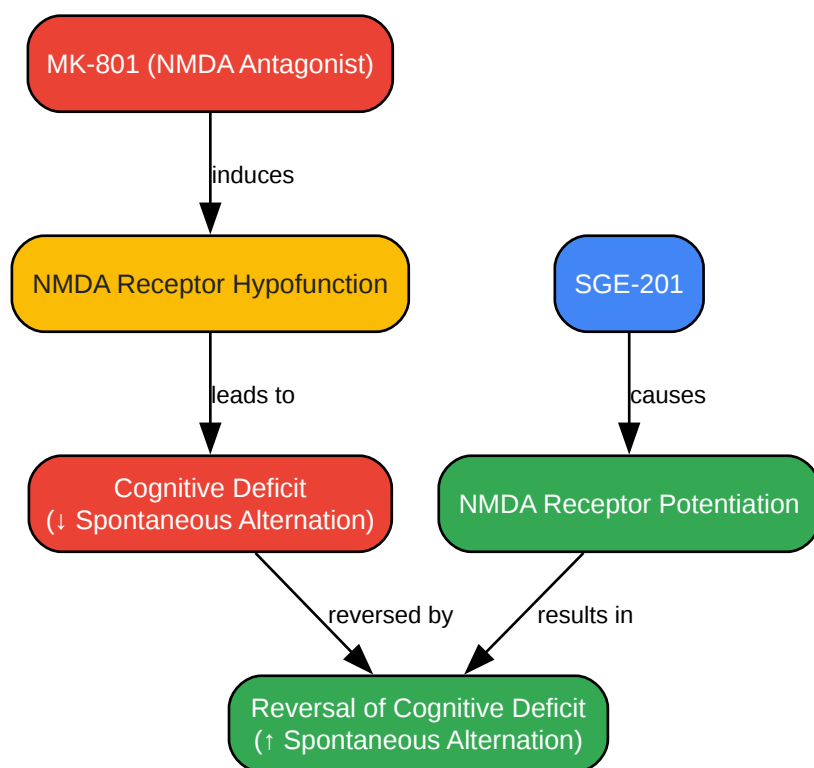 MK-801 (NMDA Antagonist)
induces
NMDA Receptor Hypofunction
SGE-201
leads to
causes
Cognitive Deficit
(↓ Spontaneous Alternation)
NMDA Receptor Potentiation
reversed by
results in
Reversal of Cognitive Deficit
(↑ Spontaneous Alternation)